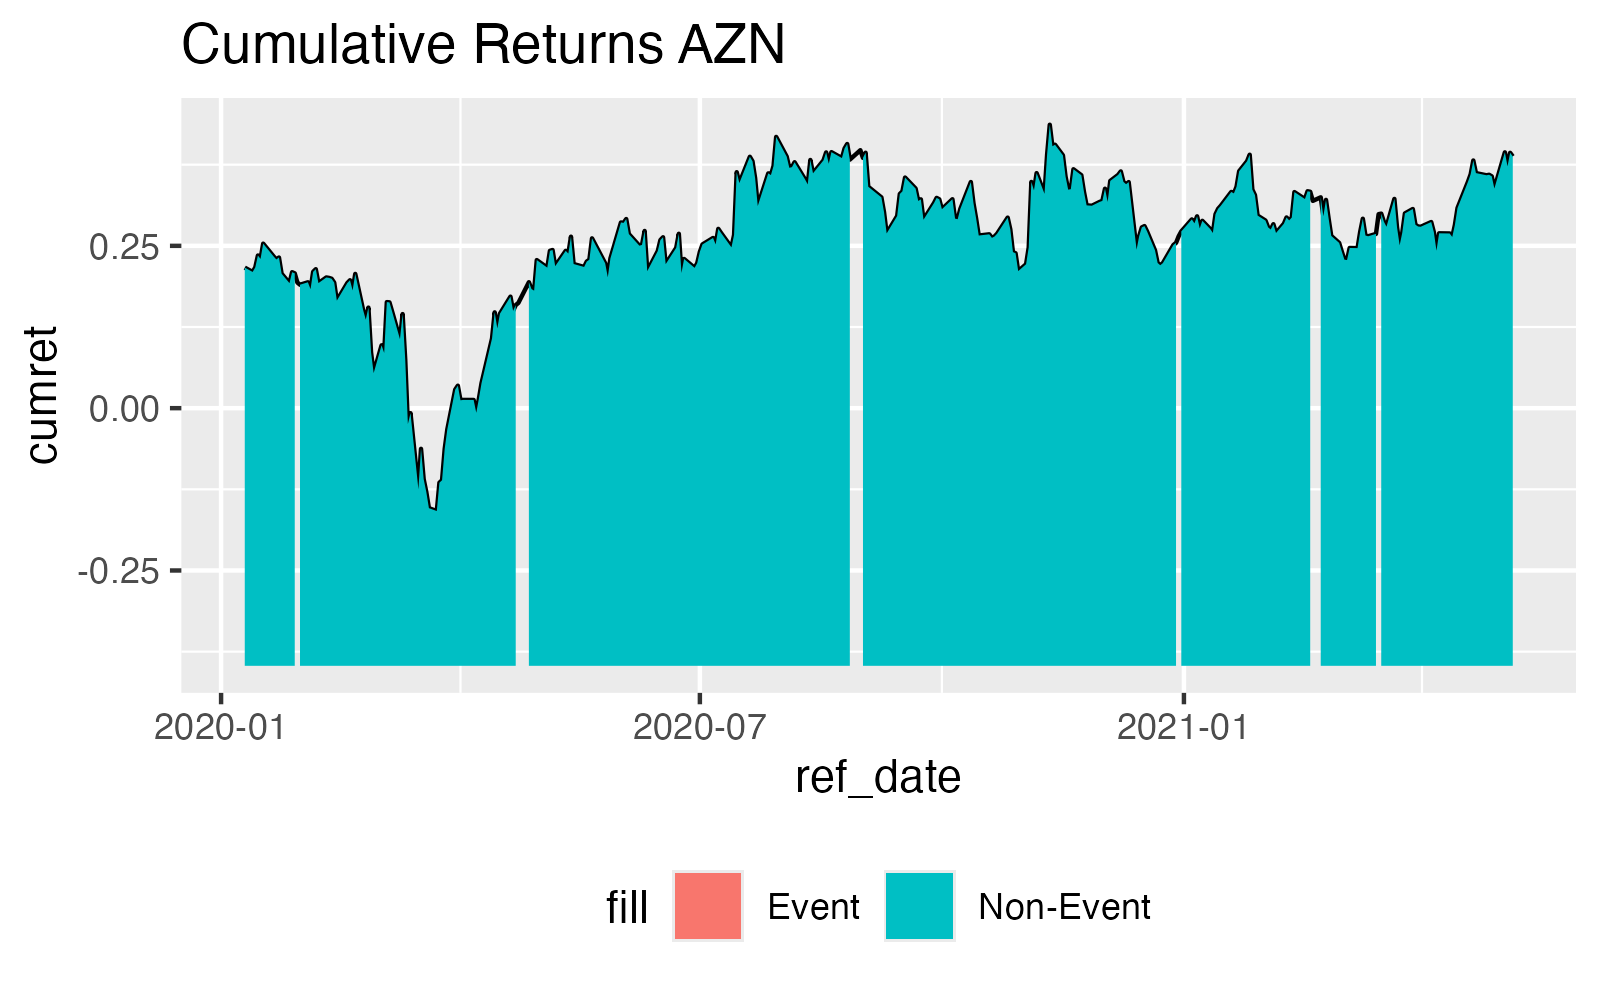 Cumulative Returns AZN
0.25
0.00
-0.25
cumret
2020-01
2020-07
2021-01
ref_date
fill
Event
Non-Event